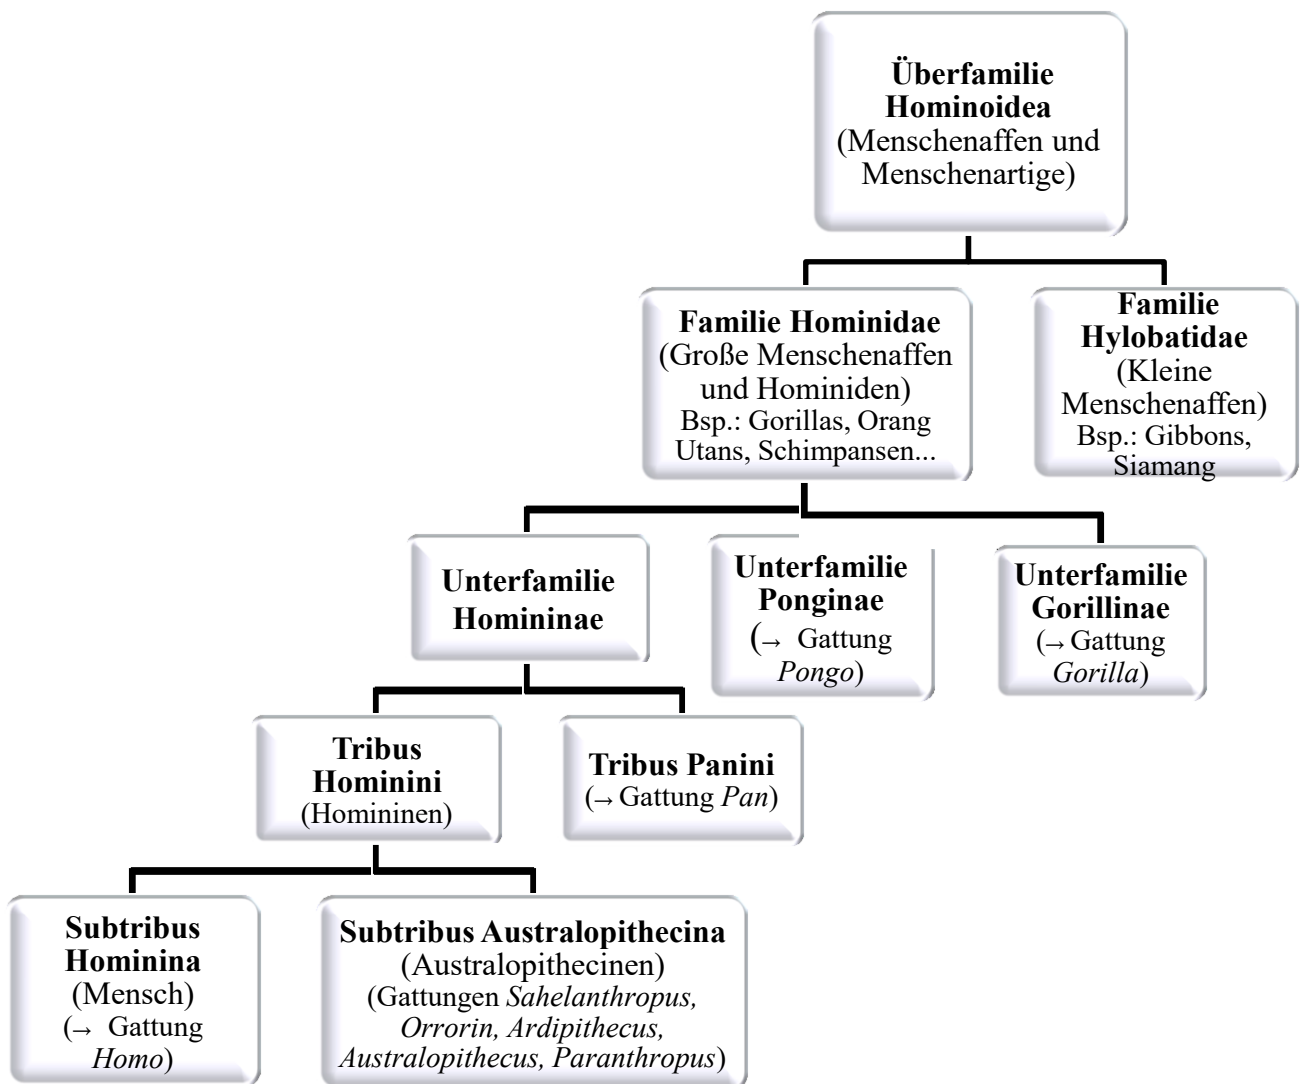 Überfamilie
Hominoidea
(Menschenaffen und
Menschenartige)
Familie Hominidae
(Große Menschenaffen
und Hominiden)
Bsp.: Gorillas, Orang
Utans, Schimpansen...
Familie
Hylobatidae
(Kleine
Menschenaffen)
Bsp.: Gibbons,
Siamang
Unterfamilie
Homininae
Unterfamilie
Ponginae
(→ Gattung
Pongo)
Unterfamilie
Gorillinae
(→ Gattung
Gorilla)
Tribus
Hominini
(Homininen)
Tribus Panini
(→ Gattung Pan)
Subtribus
Hominina
(Mensch)
(→ Gattung
Homo)
Subtribus Australopithecina
(Australopithecinen)
(Gattungen Sahelanthropus,
Orrorin, Ardipithecus,
Australopithecus, Paranthropus)